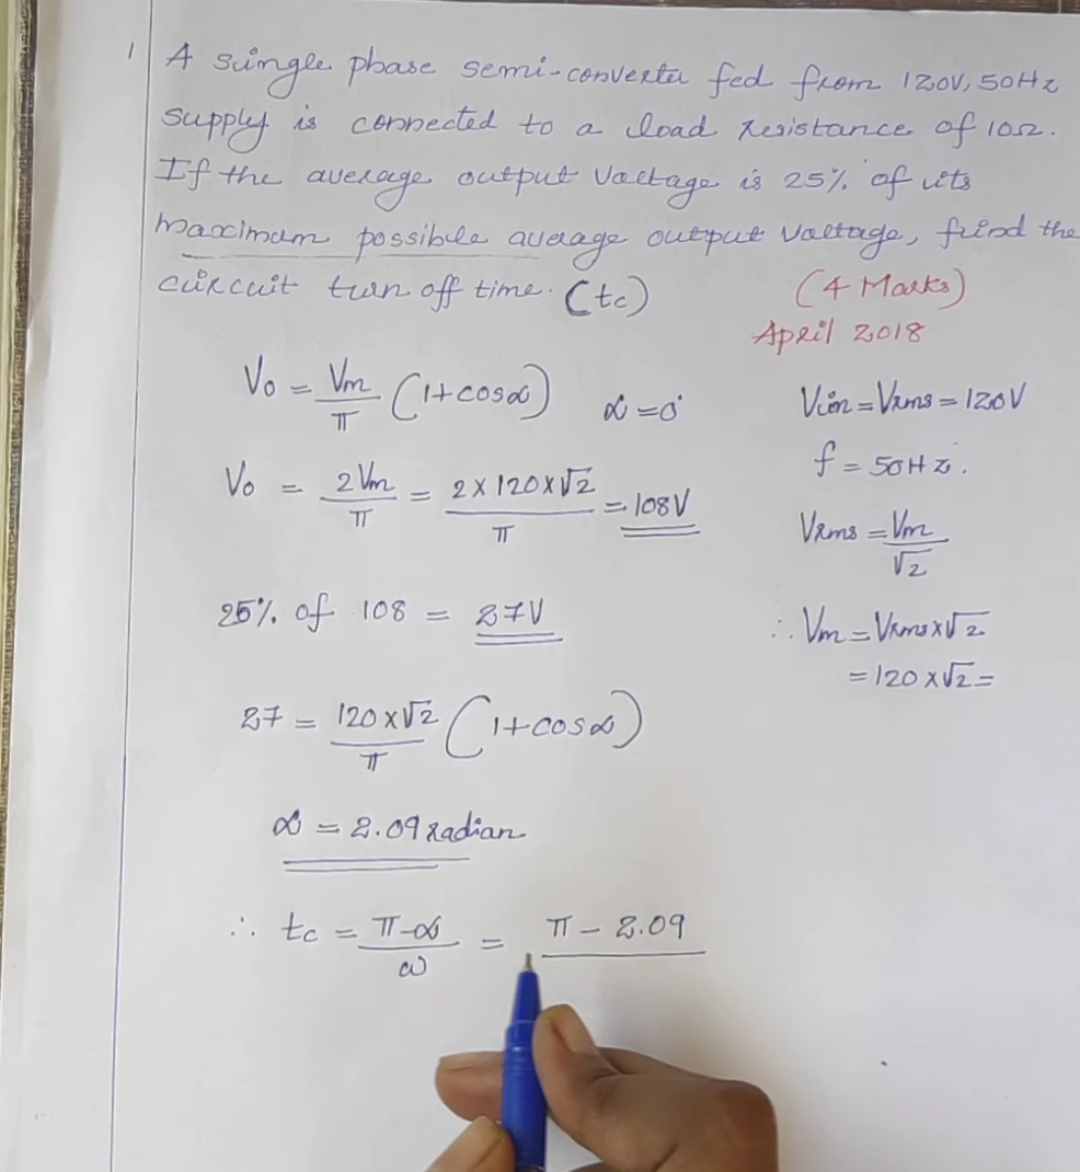 1 A single phase semi-converter fed from 120V, 50Hz
supply is connected to a load resistance of 10Ω.
If the average output voltage is 25% of its
maximum possible average output voltage, find the
circuit turn off time. (tc)
(4 Marks)
April 2018
Vo = Vm/π (1+cosα) α = 0°
Vo = 2Vm/π = 2×120×√2/π = 108V
25% of 108 = 27V
27 = 120×√2/π (1+cosα)
α = 2.09 radian
∴ tc = π-α/ω = π - 2.09
Vin = Vrms = 120V
f = 50Hz.
Vrms = Vm/√2
∴ Vm = Vrms×√2
= 120×√2 =